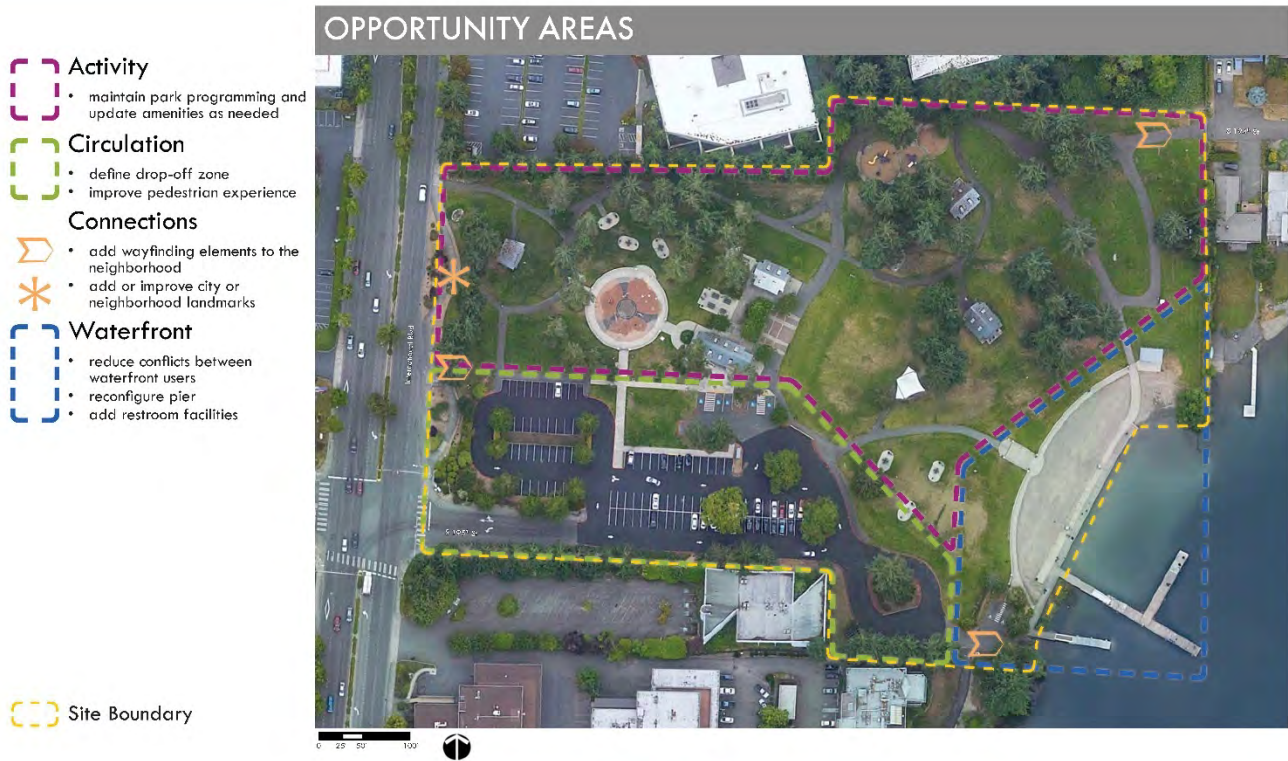 OPPORTUNITY AREAS
Activity
• maintain park programming and
update amenities as needed
Circulation
• define drop-off zone
• improve pedestrian experience
Connections
• add wayfinding elements to the
neighborhood
• add or improve city or
neighborhood landmarks
Waterfront
• reduce conflicts between
waterfront users
• reconfigure pier
• add restroom facilities
Site Boundary
International Blvd
0 25' 50' 100'